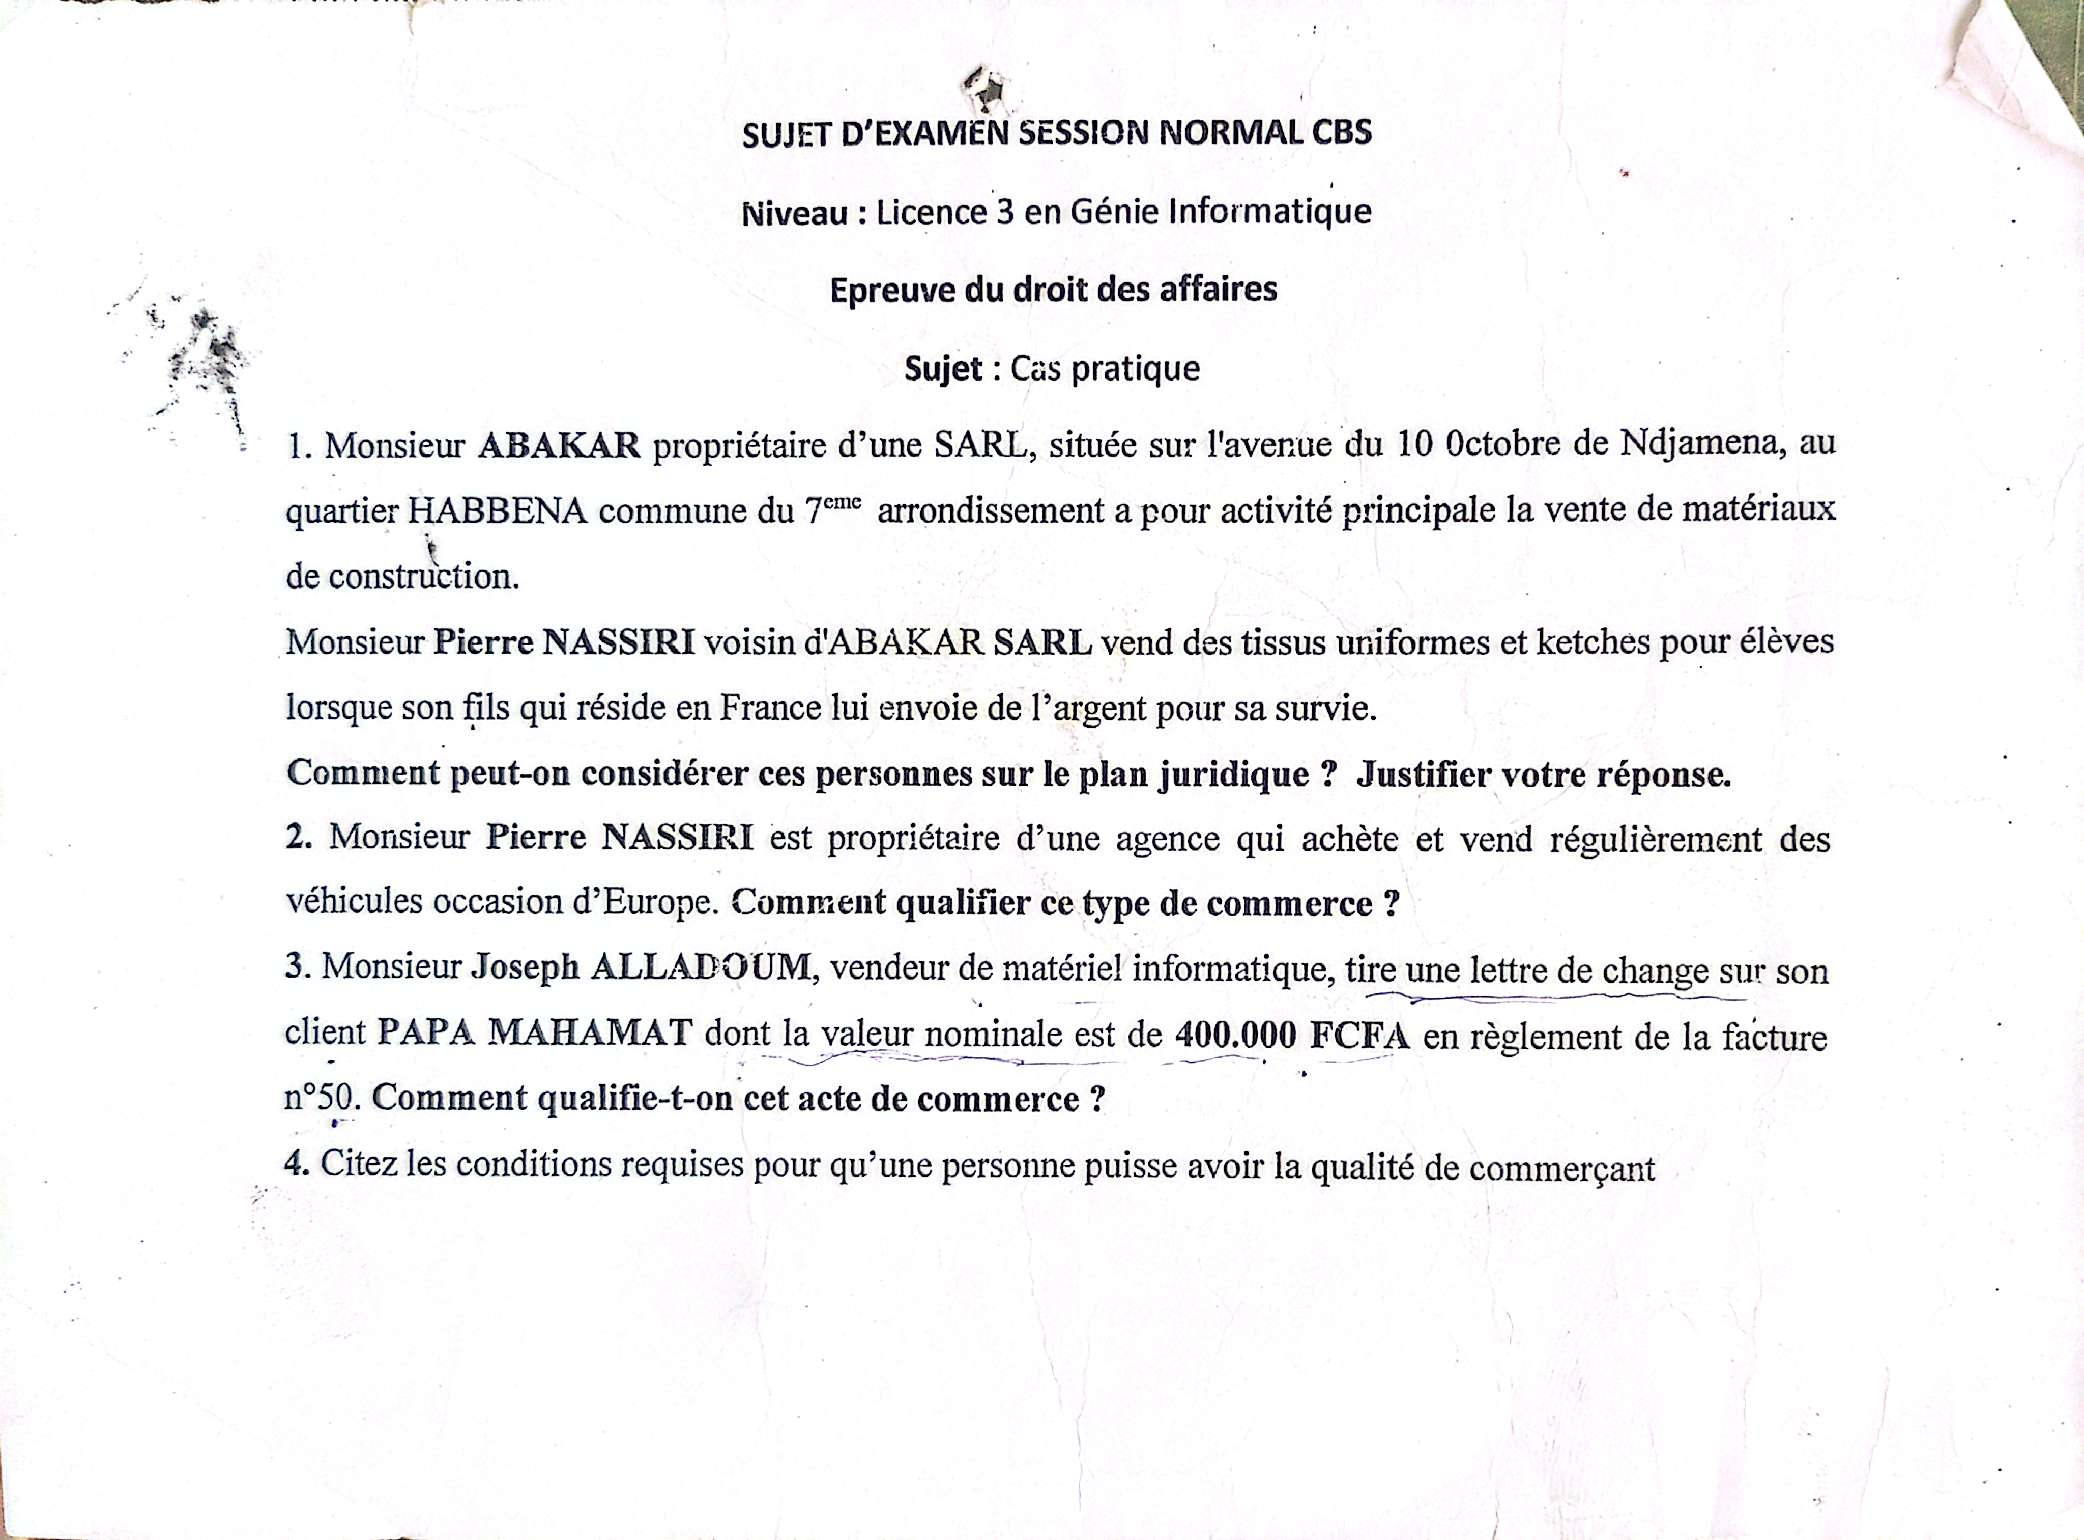 SUJET D'EXAMEN SESSION NORMAL CBS
Niveau : Licence 3 en Génie Informatique
Epreuve du droit des affaires
Sujet : Cas pratique
1. Monsieur ABAKAR propriétaire d'une SARL, située sur l'avenue du 10 0ctobre de Ndjamena, au
quartier HABBENA commune du 7eme arrondissement a pour activité principale la vente de matériaux
de construction.
Monsieur Pierre NASSIRI voisin d'ABAKAR SARL vend des tissus uniformes et ketches pour élèves
lorsque son fils qui réside en France lui envoie de l'argent pour sa survie.
Comment peut-on considérer ces personnes sur le plan juridique ? Justifier votre réponse.
2. Monsieur Pierre NASSIRI est propriétaire d'une agence qui achète et vend régulièrement des
véhicules occasion d'Europe. Comment qualifier ce type de commerce ?
3. Monsieur Joseph ALLADOUM, vendeur de matériel informatique, tire une lettre de change sur son
client PAPA MAHAMAT dont la valeur nominale est de 400.000 FCFA en règlement de la facture
n°50. Comment qualifie-t-on cet acte de commerce ?
4. Citez les conditions requises pour qu'une personne puisse avoir la qualité de commerçant